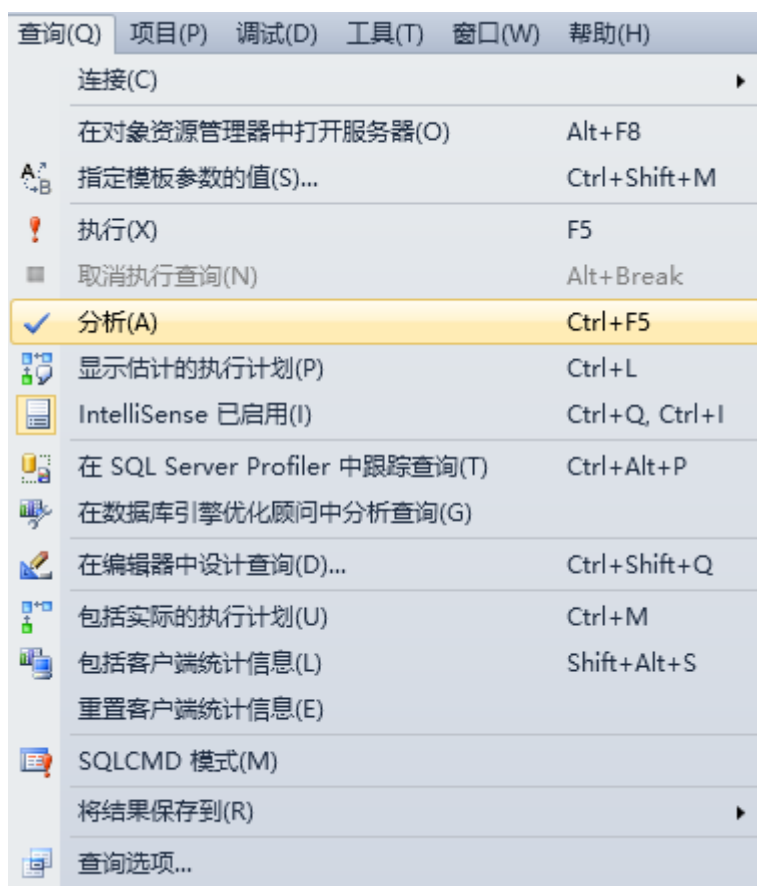 查询(Q) 项目(P) 调试(D) 工具(T) 窗口(W) 帮助(H)
连接(C)
在对象资源管理器中打开服务器(O) Alt+F8
指定模板参数的值(S)... Ctrl+Shift+M
执行(X) F5
取消执行查询(N) Alt+Break
分析(A) Ctrl+F5
显示估计的执行计划(P) Ctrl+L
IntelliSense 已启用(I) Ctrl+Q, Ctrl+I
在 SQL Server Profiler 中跟踪查询(T) Ctrl+Alt+P
在数据库引擎优化顾问中分析查询(G)
在编辑器中设计查询(D)... Ctrl+Shift+Q
包括实际的执行计划(U) Ctrl+M
包括客户端统计信息(L) Shift+Alt+S
重置客户端统计信息(E)
SQLCMD 模式(M)
将结果保存到(R)
查询选项...